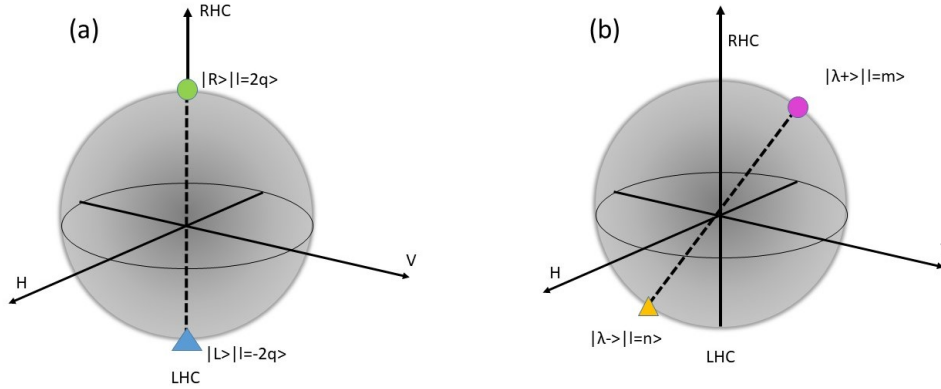 (a)
RHC
|R>|l=2q>
H
V
|L>|l=-2q>
LHC
(b)
RHC
|λ+>|l=m>
H
|λ->|l=n>
LHC